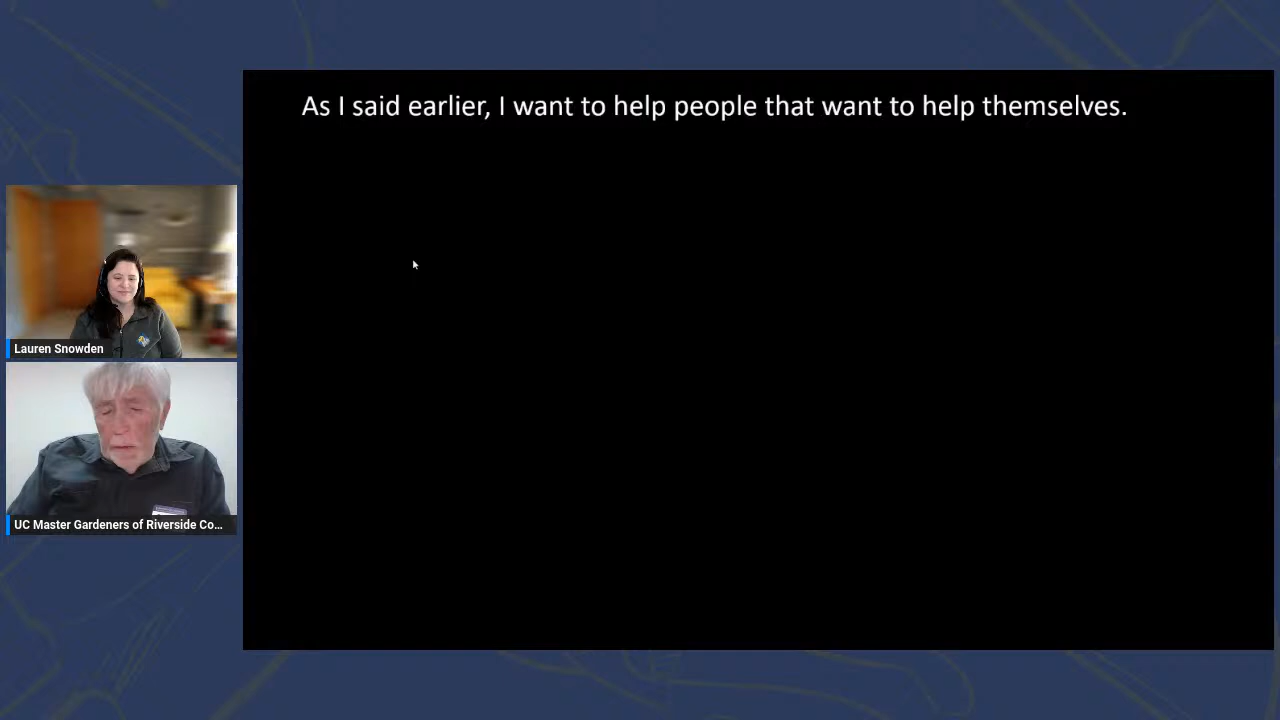 As I said earlier, I want to help people that want to help themselves.
Lauren Snowden
UC Master Gardeners of Riverside Co...